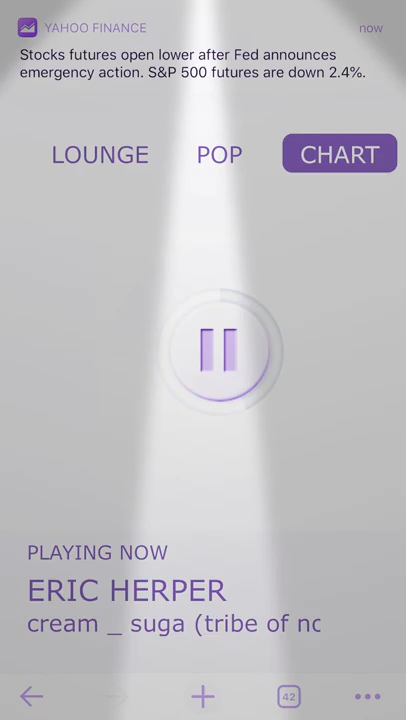 YAHOO FINANCE now
Stocks futures open lower after Fed announces
emergency action. S&P 500 futures are down 2.4%.
LOUNGE POP CHART
PLAYING NOW
ERIC HERPER
cream _ suga (tribe of
42